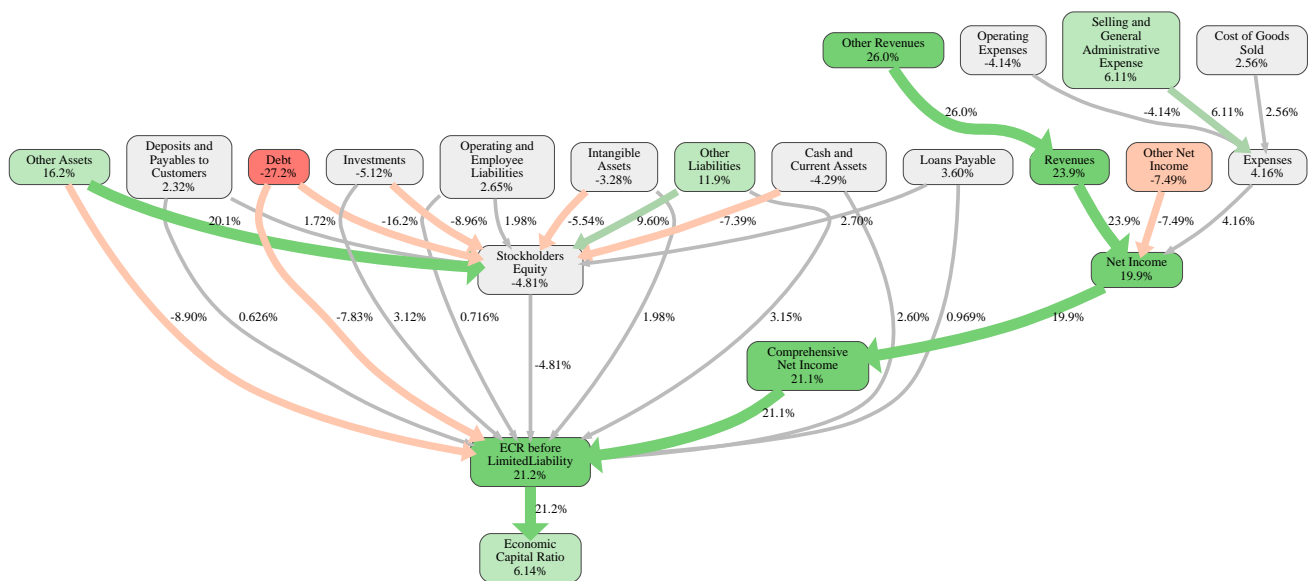 Other Revenues
26.0%
Operating
Expenses
-4.14%
Selling and
General
Administrative
Expense
6.11%
Cost of Goods
Sold
2.56%
26.0%
-4.14%
6.11%
2.56%
Other Assets
16.2%
Deposits and
Payables to
Customers
2.32%
Debt
-27.2%
Investments
-5.12%
Operating and
Employee
Liabilities
2.65%
Intangible
Assets
-3.28%
Other
Liabilities
11.9%
Cash and
Current Assets
-4.29%
Loans Payable
3.60%
Revenues
23.9%
Other Net
Income
-7.49%
Expenses
4.16%
20.1%
1.72%
-16.2%
-8.96%
1.98%
-5.54%
9.60%
-7.39%
2.70%
23.9%
-7.49%
4.16%
Stockholders
Equity
-4.81%
Net Income
19.9%
-8.90%
0.626%
-7.83%
3.12%
0.716%
1.98%
3.15%
2.60%
0.969%
19.9%
-4.81%
Comprehensive
Net Income
21.1%
21.1%
ECR before
LimitedLiability
21.2%
21.2%
Economic
Capital Ratio
6.14%